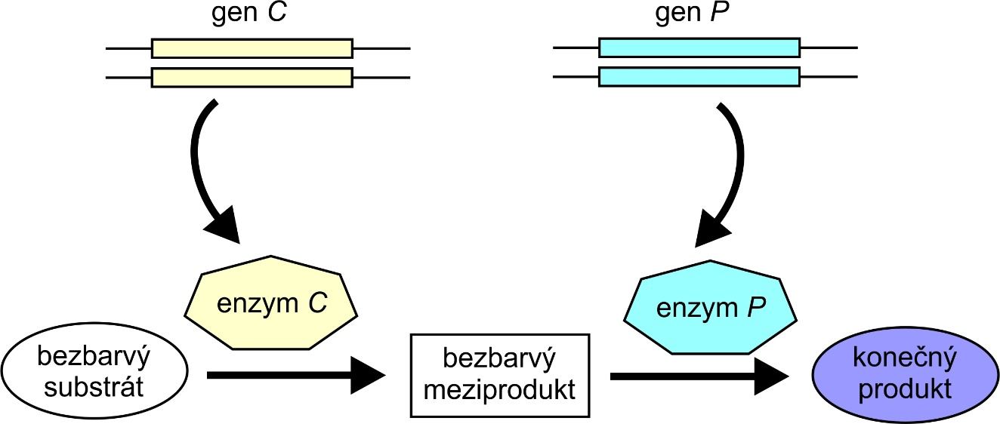 gen C
gen P
enzym C
enzym P
bezbarvý
substrát
bezbarvý
meziprodukt
konečný
produkt